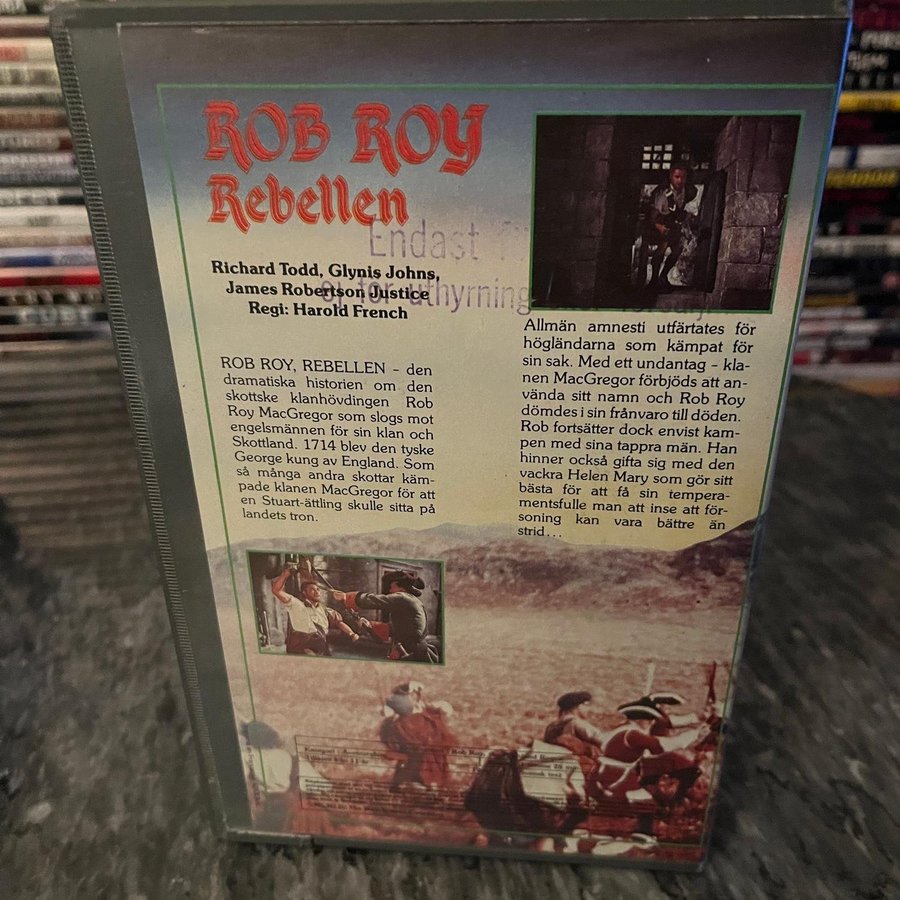 ROB ROY
Rebellen
Endast
ej för uthyrning
Richard Todd, Glynis Johns,
James Robertson Justice
Regi: Harold French
ROB ROY, REBELLEN – den
dramatiska historien om den
skottske klanhövdingen Rob
Roy MacGregor som slogs mot
engelsmännen för sin klan och
Skottland. 1714 blev den tyske
George kung av England. Som
så många andra skottar käm-
pade klanen MacGregor för att
en Stuart-ättling skulle sitta på
landets tron.
Allmän amnesti utfärtates för
högländarna som kämpat för
sin sak. Med ett undantag – kla-
nen MacGregor förbjöds att an-
vända sitt namn och Rob Roy
dömdes i sin frånvaro till döden.
Rob fortsätter dock envist kam-
pen med sina tappra män. Han
hinner också gifta sig med den
vackra Helen Mary som gör sitt
bästa för att få sin tempera-
mentsfulle man att inse att för-
soning kan vara bättre än
strid...